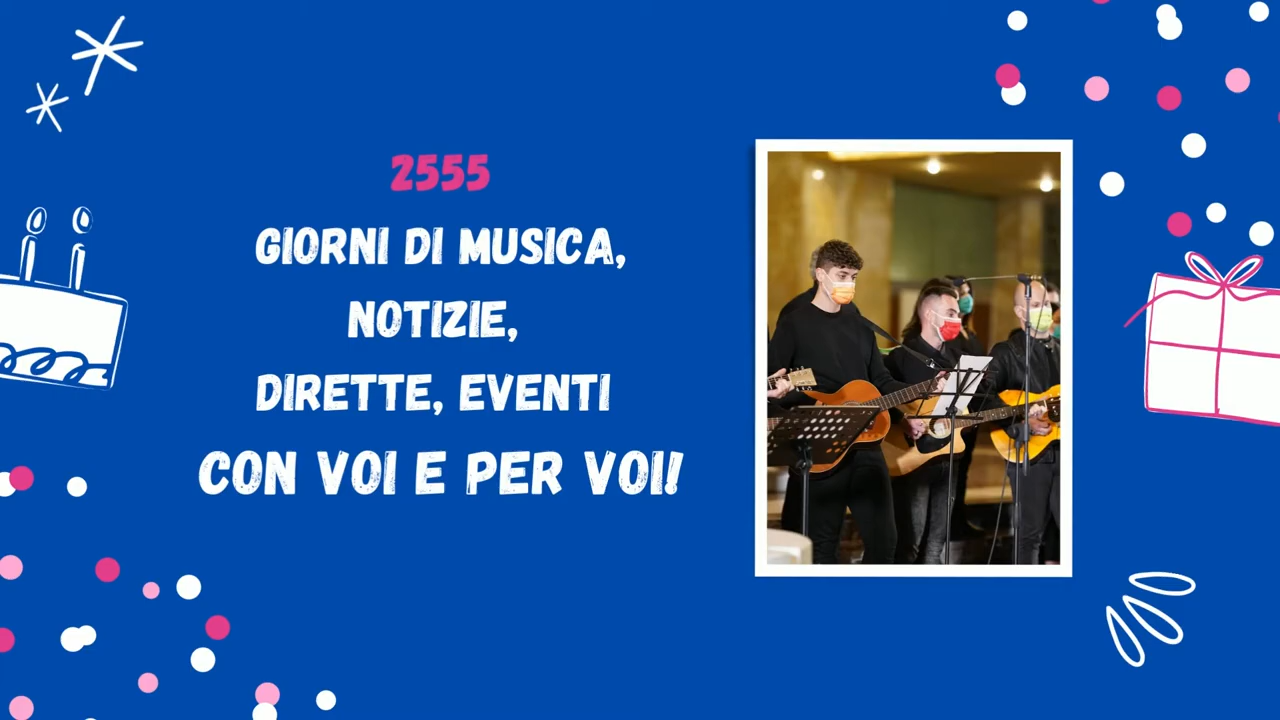 2555
GIORNI DI MUSICA,
NOTIZIE,
DIRETTE, EVENTI
CON VOI E PER VOI!